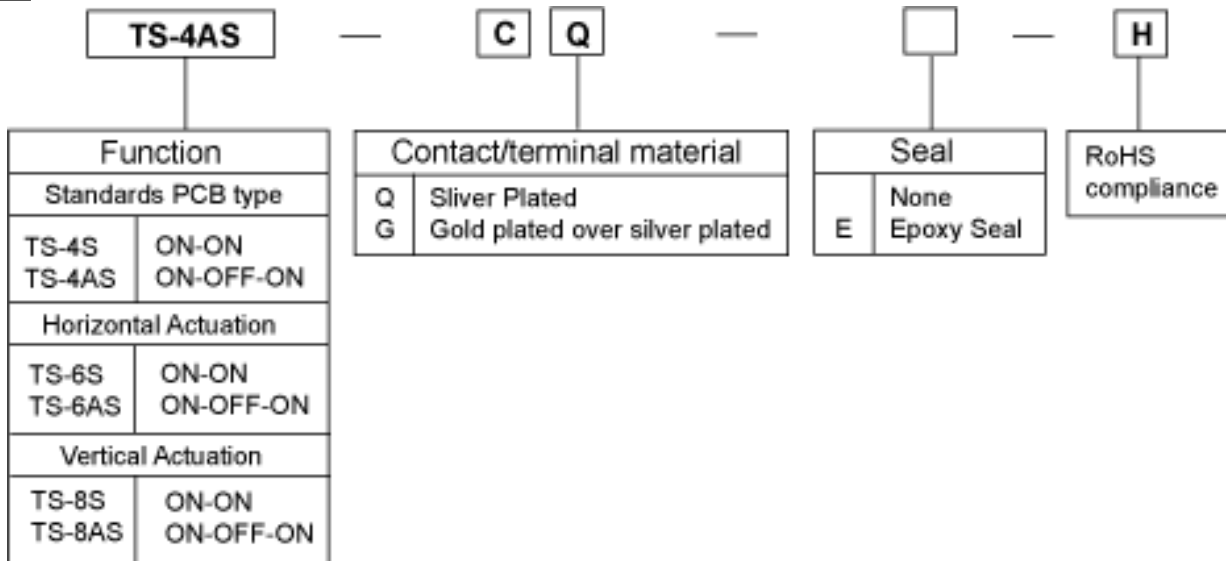 TS-4AS — C Q — — H
Function
Standards PCB type
TS-4S ON-ON
TS-4AS ON-OFF-ON
Horizontal Actuation
TS-6S ON-ON
TS-6AS ON-OFF-ON
Vertical Actuation
TS-8S ON-ON
TS-8AS ON-OFF-ON
Contact/terminal material
Q Sliver Plated
G Gold plated over silver plated
Seal
None
E Epoxy Seal
RoHS
compliance